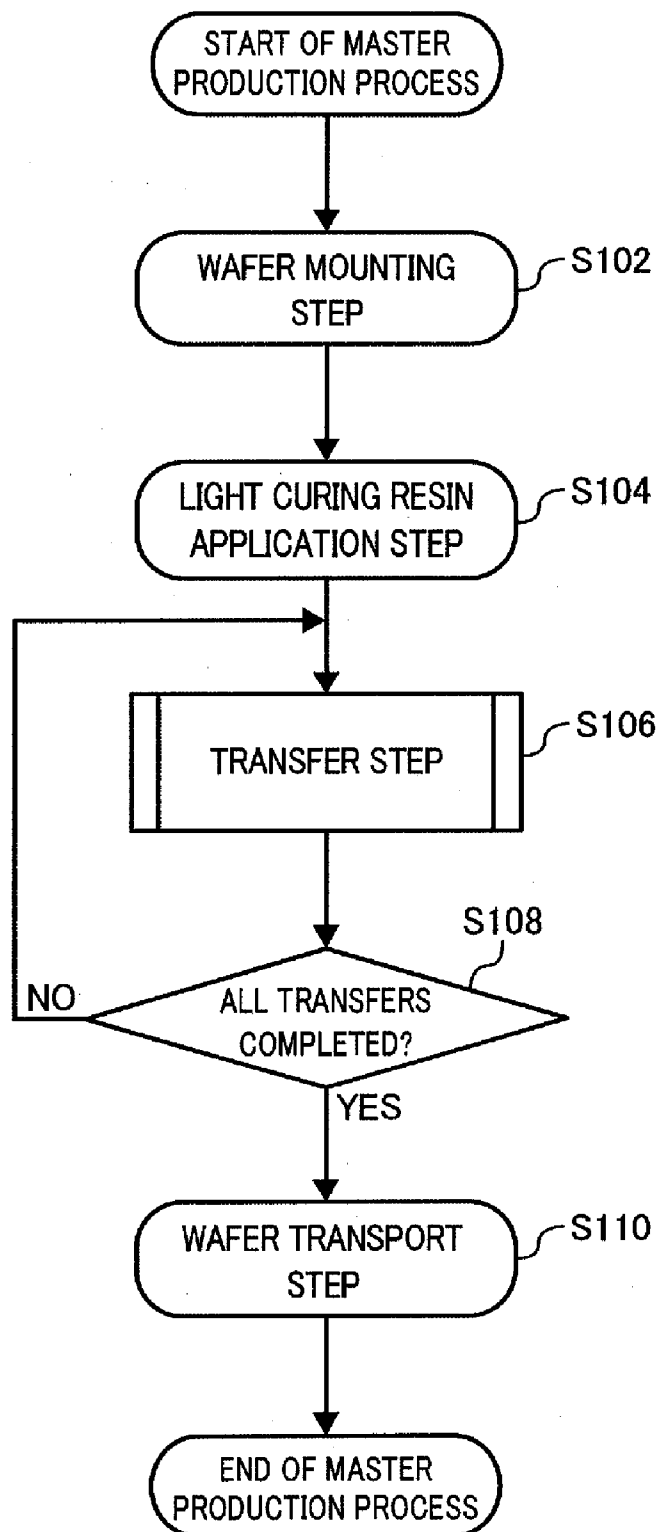 START OF MASTER
PRODUCTION PROCESS
WAFER MOUNTING
STEP
S102
LIGHT CURING RESIN
APPLICATION STEP
S104
TRANSFER STEP
S106
S108
ALL TRANSFERS
COMPLETED?
NO
YES
WAFER TRANSPORT
STEP
S110
END OF MASTER
PRODUCTION PROCESS